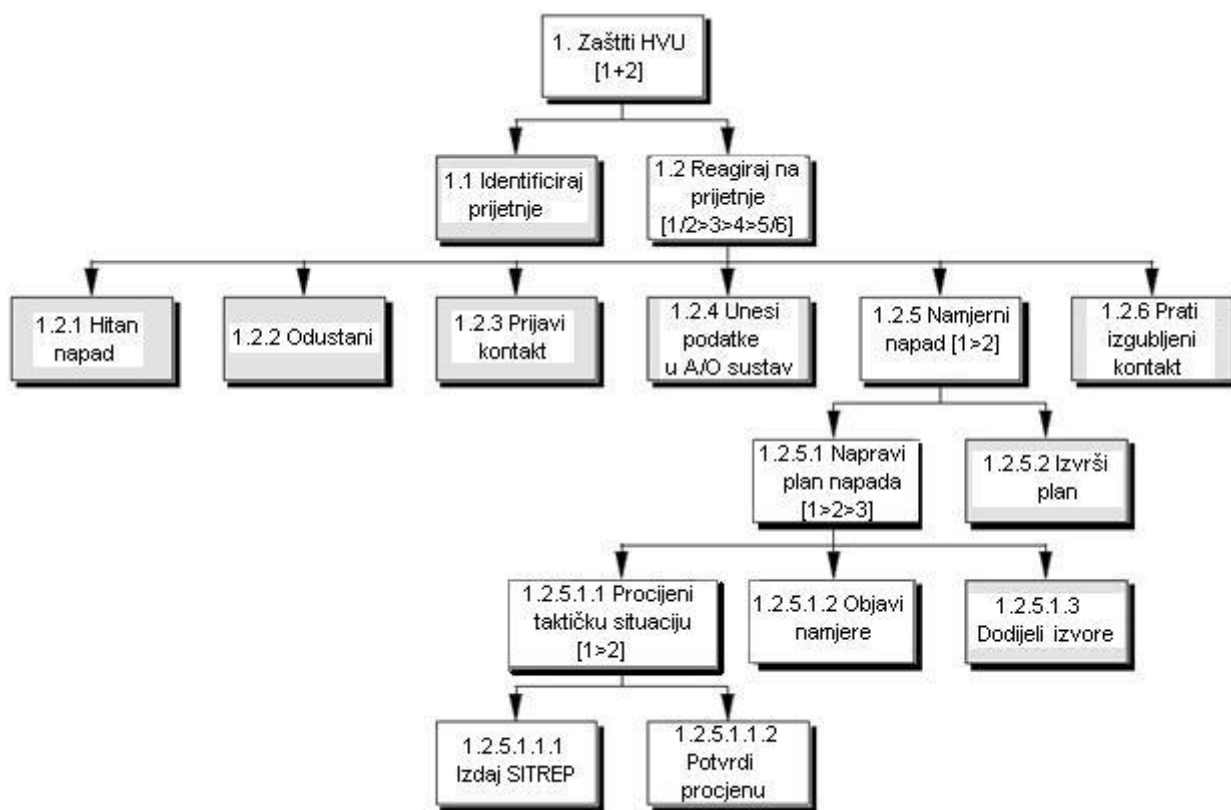 1. Zaštiti HVU
[1+2]
1.1 Identificiraj
prijetnje
1.2 Reagiraj na
prijetnje
[1/2>3>4>5/6]
1.2.1 Hitan
napad
1.2.2 Odustani
1.2.3 Prijavi
kontakt
1.2.4 Unesi
podatke
u A/O sustav
1.2.5 Namjerni
napad [1>2]
1.2.6 Prati
izgubljeni
kontakt
1.2.5.1 Napravi
plan napada
[1>2>3]
1.2.5.2 Izvrši
plan
1.2.5.1.1 Procijeni
taktičku situaciju
[1>2]
1.2.5.1.2 Objavi
namjere
1.2.5.1.3
Dodijeli izvore
1.2.5.1.1.1
Izdaj SITREP
1.2.5.1.1.2
Potvrdi
procjenu